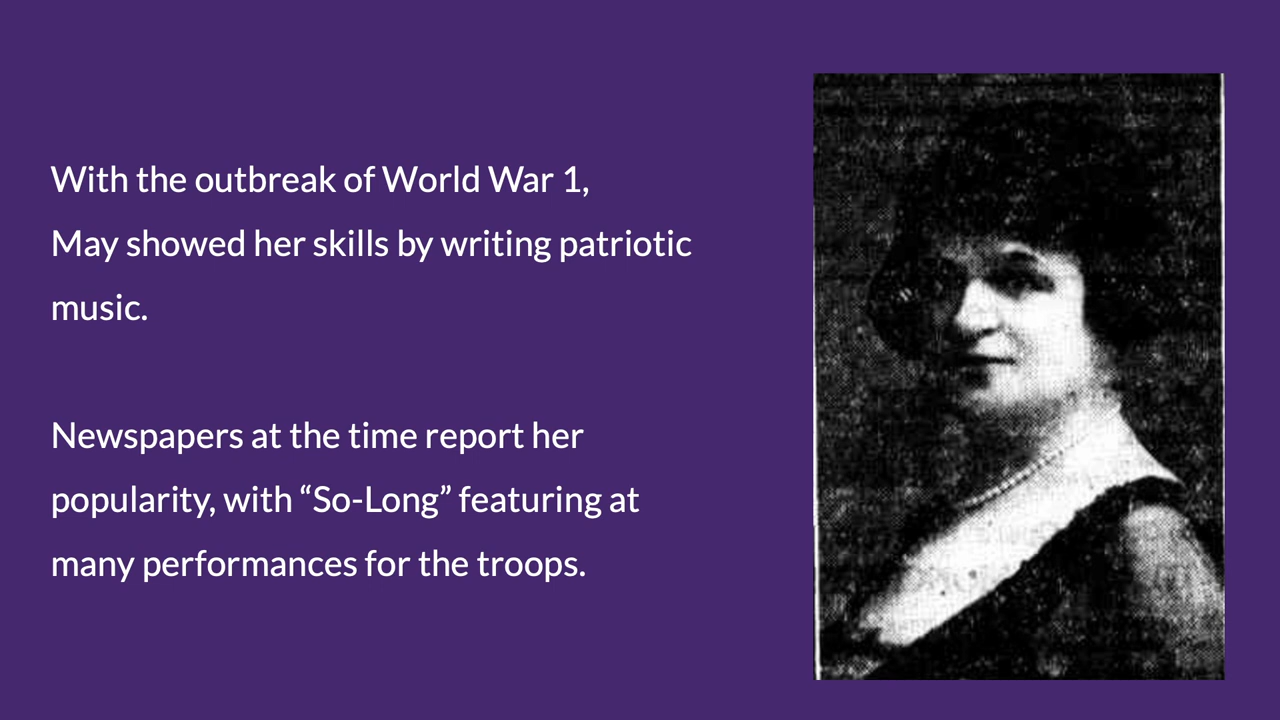 With the outbreak of World War 1,
May showed her skills by writing patriotic
music.
Newspapers at the time report her
popularity, with “So-Long” featuring at
many performances for the troops.